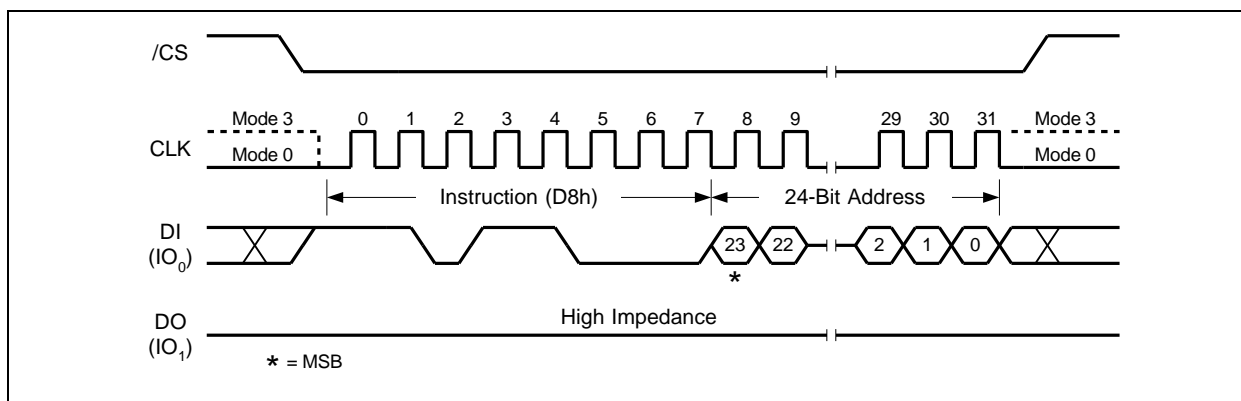 /CS
Mode 3 0 1 2 3 4 5 6 7 8 9 29 30 31 Mode 3
CLK
Mode 0 Mode 0
Instruction (D8h) 24-Bit Address
DI
(IO0)
23 22 2 1 0
*
High Impedance
DO
(IO1)
* = MSB